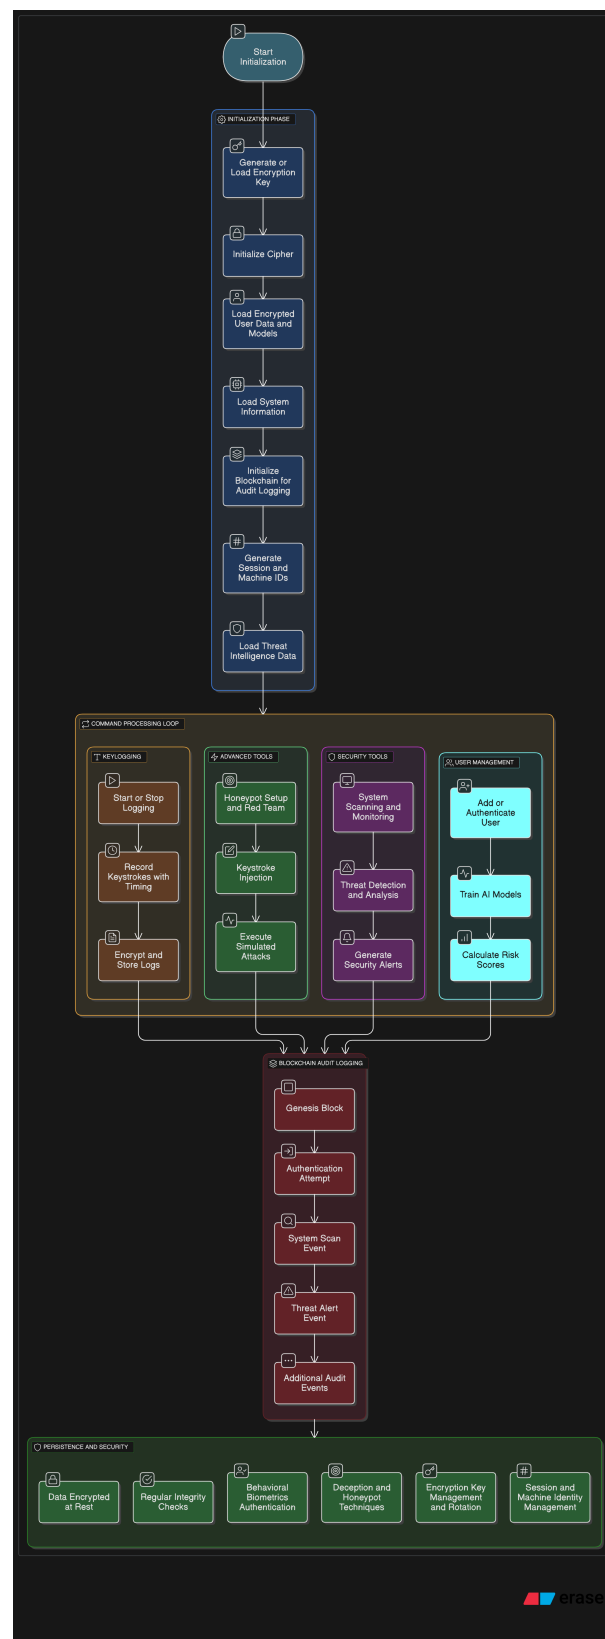 Start
Initialization
INITIALIZATION PHASE
Generate or
Load Encryption
Key
Initialize Cipher
Load Encrypted
User Data and
Models
Load System
Information
Initialize
Blockchain for
Audit Logging
Generate
Session and
Machine IDs
Load Threat
Intelligence Data
COMMAND PROCESSING LOOP
KEYLOGGING
Start or Stop
Logging
Record
Keystrokes with
Timing
Encrypt and
Store Logs
ADVANCED TOOLS
Honeypot Setup
and Red Team
Keystroke
Injection
Execute
Simulated
Attacks
SECURITY TOOLS
System
Scanning and
Monitoring
Threat Detection
and Analysis
Generate
Security Alerts
USER MANAGEMENT
Add or
Authenticate
User
Train AI Models
Calculate Risk
Scores
BLOCKCHAIN AUDIT LOGGING
Genesis Block
Authentication
Attempt
System Scan
Event
Threat Alert
Event
Additional Audit
Events
PERSISTENCE AND SECURITY
Data Encrypted
at Rest
Regular Integrity
Checks
Behavioral
Biometrics
Authentication
Deception and
Honeypot
Techniques
Encryption Key
Management
and Rotation
Session and
Machine Identity
Management
erase